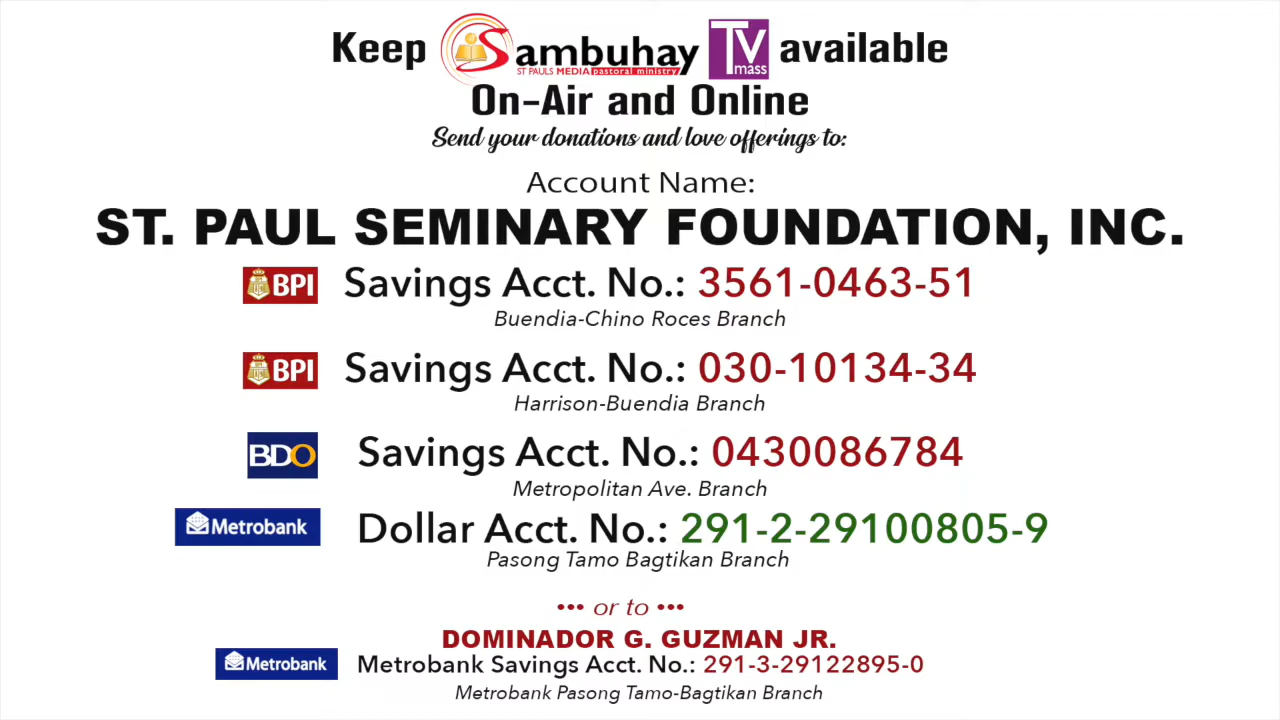 Keep Sambuhay TV mass available
ST PAULS MEDIA pastoral ministry
On-Air and Online
Send your donations and love offerings to:
Account Name:
ST. PAUL SEMINARY FOUNDATION, INC.
BPI Savings Acct. No.: 3561-0463-51
Buendia-Chino Roces Branch
BPI Savings Acct. No.: 030-10134-34
Harrison-Buendia Branch
BDO Savings Acct. No.: 0430086784
Metropolitan Ave. Branch
Metrobank Dollar Acct. No.: 291-2-29100805-9
Pasong Tamo Bagtikan Branch
••• or to •••
DOMINADOR G. GUZMAN JR.
Metrobank Metrobank Savings Acct. No.: 291-3-29122895-0
Metrobank Pasong Tamo-Bagtikan Branch